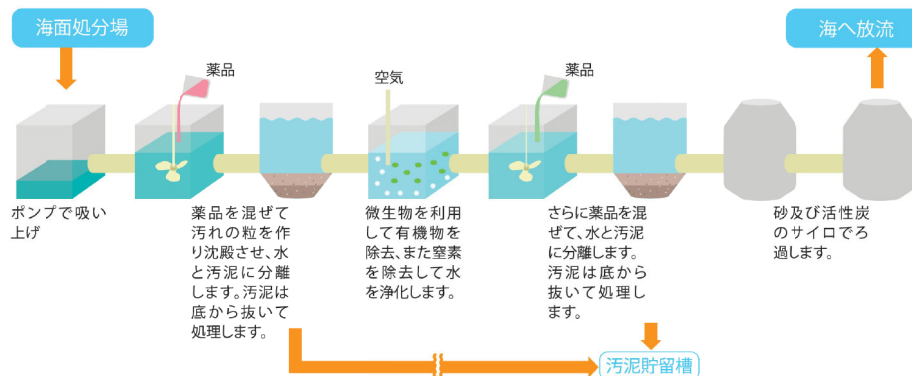 海面処分場
海へ放流
薬品
空気
薬品
ポンプで吸い
上げ
薬品を混ぜて
汚れの粒を作
り沈殿させ、水
と汚泥に分離
します。汚泥は
底から抜いて
処理します。
微生物を利用
して有機物を
除去、また窒素
を除去して水
を浄化します。
さらに薬品を混
ぜて、水と汚泥
に分離します。
汚泥は底から
抜いて処理し
ます。
砂及び活性炭
のサイロでろ
過します。
汚泥貯留槽